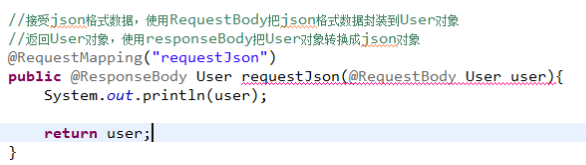 //接受json格式数据，使用RequestBody把json格式数据封装到User对象
//返回User对象，使用responseBody把User对象转换成json对象
@RequestMapping("requestJson")
public @ResponseBody User requestJson(@RequestBody User user){
System.out.println(user);
return user;
}